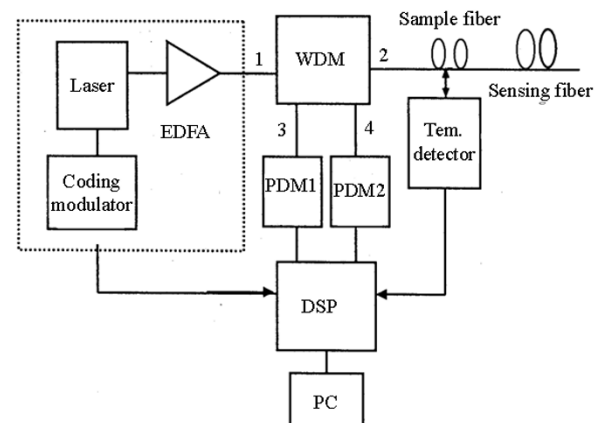 Sample fiber
1
WDM
2
Laser
EDFA
Sensing fiber
3
4
Tem.
detector
Coding
modulator
PDM1
PDM2
DSP
PC